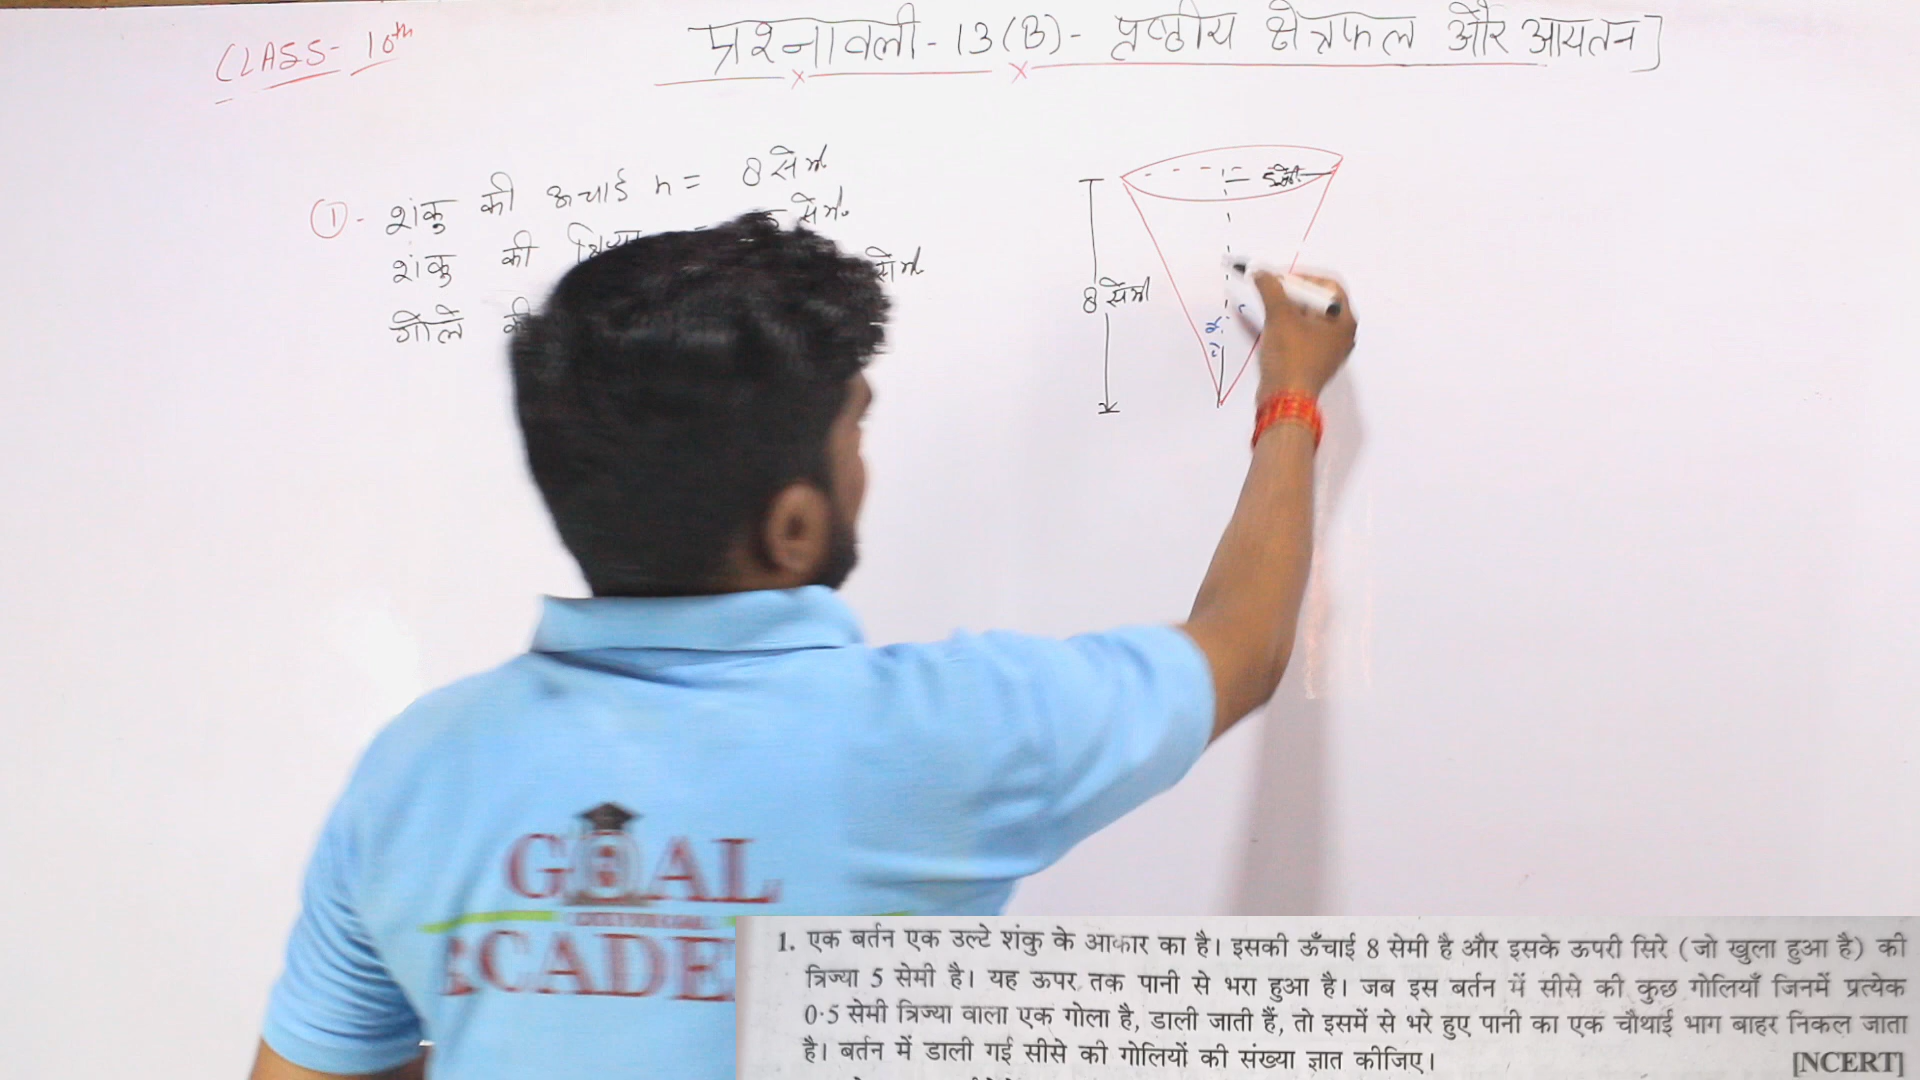 CLASS- 10th
प्रश्नावली - 13 (B) - पृष्ठीय क्षेत्रफल और आयतन]
①- शंकु की ऊचाई h = 8 सेमी
शंकु की सेमी.
गोले सेमी
8 सेमी
GOAL
ACADE
1. एक बर्तन एक उल्टे शंकु के आकार का है। इसकी ऊँचाई 8 सेमी है और इसके ऊपरी सिरे (जो खुला हुआ है) की
त्रिज्या 5 सेमी है। यह ऊपर तक पानी से भरा हुआ है। जब इस बर्तन में सीसे की कुछ गोलियाँ जिनमें प्रत्येक
0·5 सेमी त्रिज्या वाला एक गोला है, डाली जाती हैं, तो इसमें से भरे हुए पानी का एक चौथाई भाग बाहर निकल जाता
है। बर्तन में डाली गई सीसे की गोलियों की संख्या ज्ञात कीजिए। [NCERT]